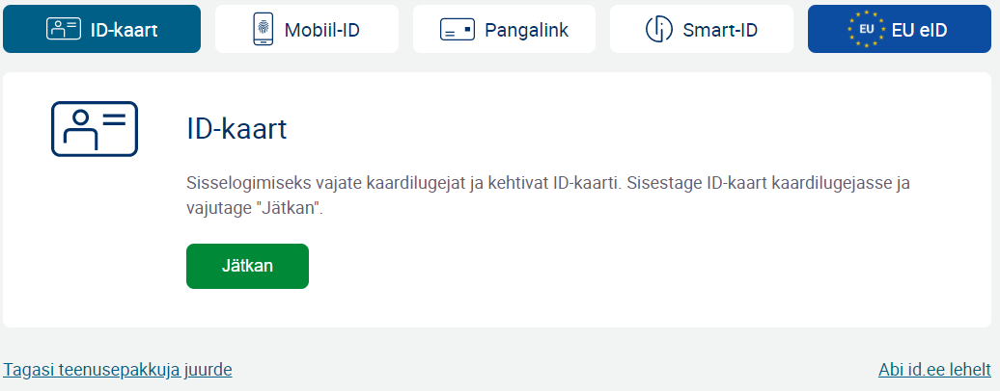 ID-kaart
Mobiil-ID
Pangalink
Smart-ID
EU
EU eID
ID-kaart
Sisselogimiseks vajate kaardilugejat ja kehtivat ID-kaarti. Sisestage ID-kaart kaardilugejasse ja
vajutage "Jätkan".
Jätkan
Tagasi teenusepakkuja juurde
Abi id.ee lehelt